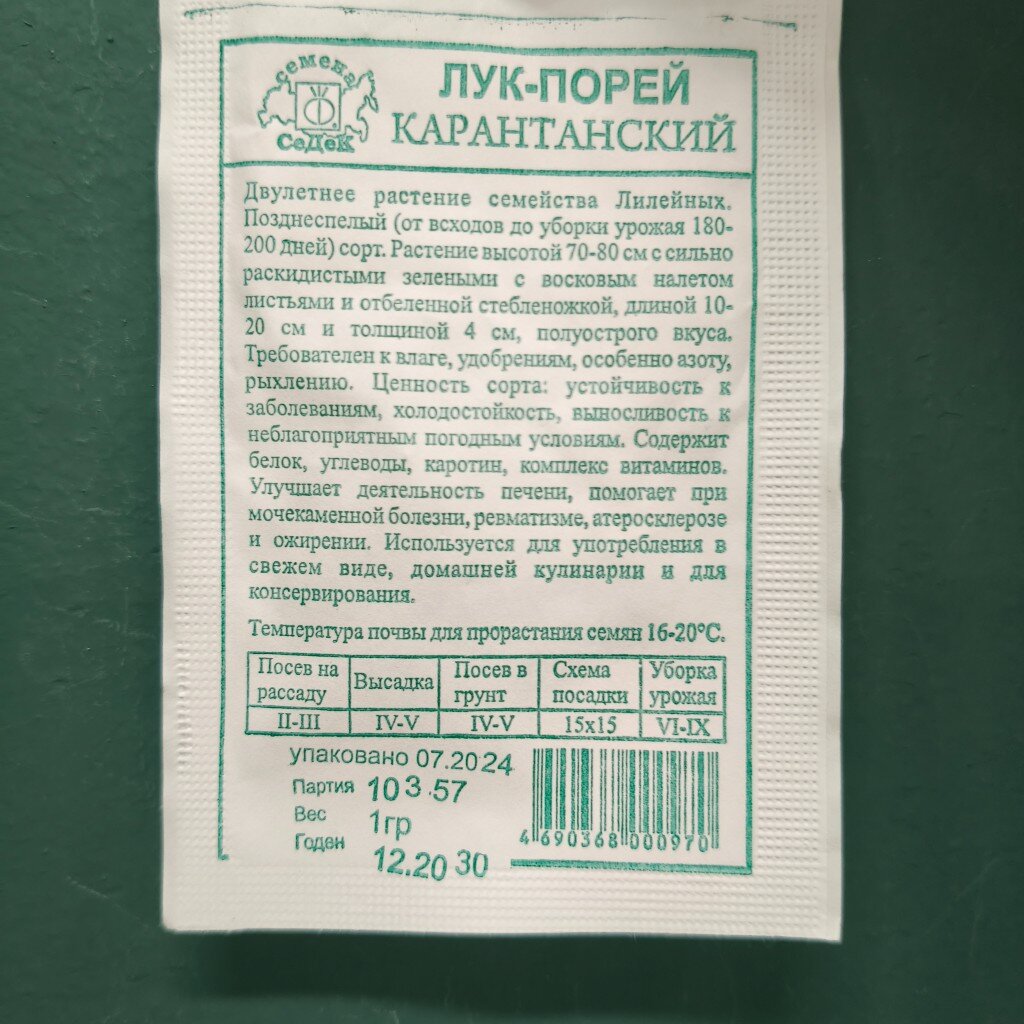 семена
СеДеК
ЛУК-ПОРЕЙ
КАРАНТАНСКИЙ
Двулетнее растение семейства Лилейных.
Позднеспелый (от всходов до уборки урожая 180-
200 дней) сорт. Растение высотой 70-80 см с сильно
раскидистыми зелеными с восковым налетом
листьями и отбеленной стебленожкой, длиной 10-
20 см и толщиной 4 см, полуострого вкуса.
Требователен к влаге, удобрениям, особенно азоту,
рыхлению. Ценность сорта: устойчивость к
заболеваниям, холодостойкость, выносливость к
неблагоприятным погодным условиям. Содержит
белок, углеводы, каротин, комплекс витаминов.
Улучшает деятельность печени, помогает при
мочекаменной болезни, ревматизме, атеросклерозе
и ожирении. Используется для употребления в
свежем виде, домашней кулинарии и для
консервирования.
Температура почвы для прорастания семян 16-20°С.
Посев на рассаду Высадка Посев в грунт Схема посадки Уборка урожая
II-III IV-V IV-V 15x15 VI-IX
упаковано 07.2024
Партия 103.57
Вес 1гр
Годен 12.2030
4 690368 000970